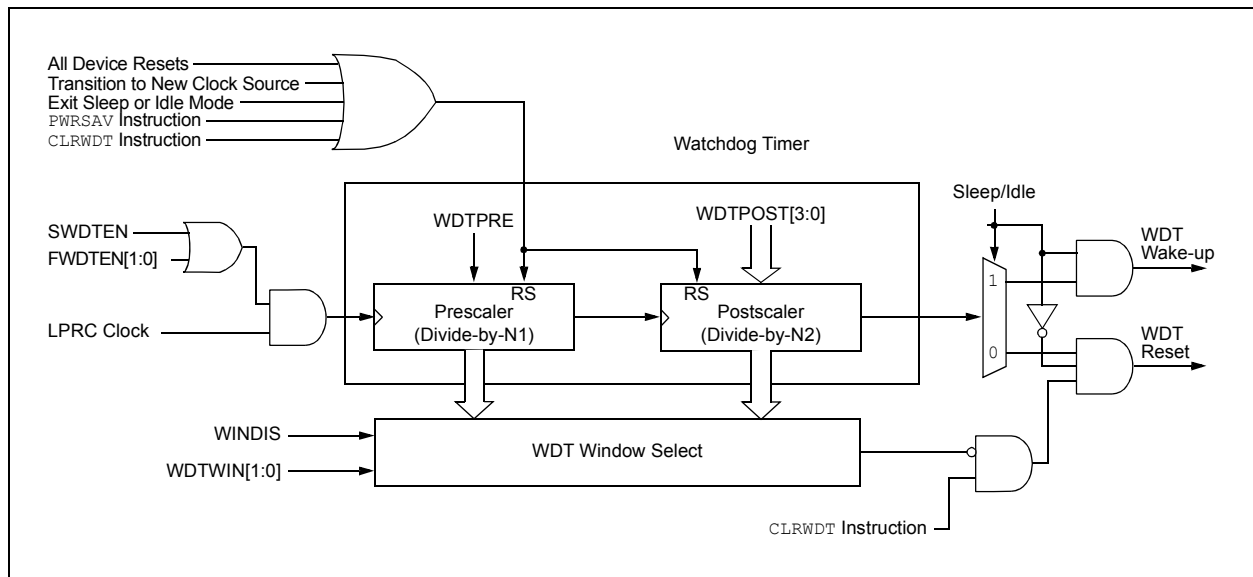 All Device Resets
Transition to New Clock Source
Exit Sleep or Idle Mode
PWRSAV Instruction
CLRWDT Instruction
Watchdog Timer
Sleep/Idle
SWDTEN
FWDTEN[1:0]
LPRC Clock
WDTPRE
WDTPOST[3:0]
RS
Prescaler
(Divide-by-N1)
RS
Postscaler
(Divide-by-N2)
1
0
WDT
Wake-up
WDT
Reset
WINDIS
WDTWIN[1:0]
WDT Window Select
CLRWDT Instruction